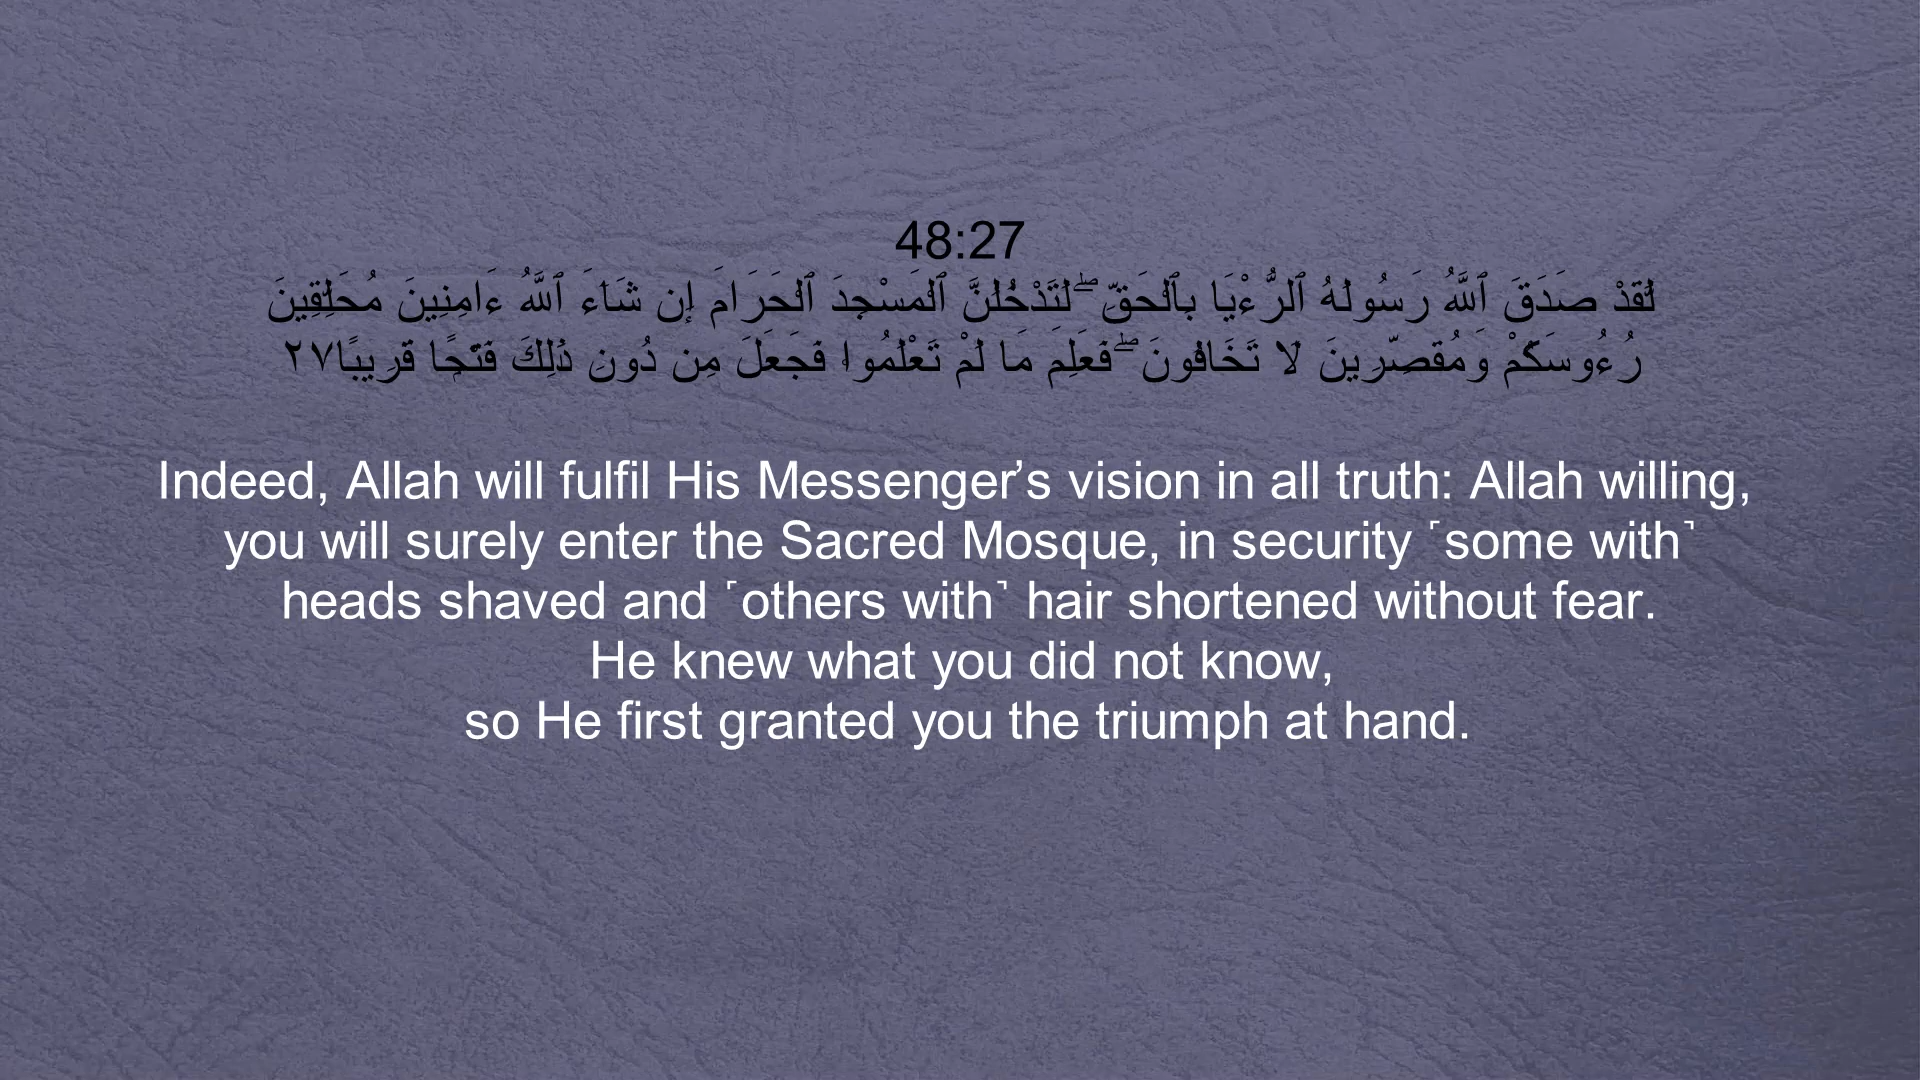 48:27
لَّقَدْ صَدَقَ ٱللَّهُ رَسُولَهُ ٱلرُّءْيَا بِٱلْحَقِّ ۖ لَتَدْخُلُنَّ ٱلْمَسْجِدَ ٱلْحَرَامَ إِن شَآءَ ٱللَّهُ ءَامِنِينَ مُحَلِّقِينَ
رُءُوسَكُمْ وَمُقَصِّرِينَ لَا تَخَافُونَ ۖ فَعَلِمَ مَا لَمْ تَعْلَمُوا۟ فَجَعَلَ مِن دُونِ ذَٰلِكَ فَتْحًا قَرِيبًا٢٧
Indeed, Allah will fulfil His Messenger’s vision in all truth: Allah willing,
you will surely enter the Sacred Mosque, in security ˹some with˺
heads shaved and ˹others with˺ hair shortened without fear.
He knew what you did not know,
so He first granted you the triumph at hand.